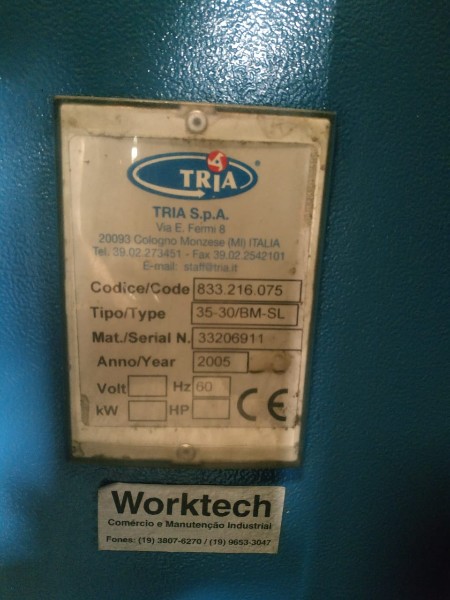 TRIA
TRIA S.p.A.
Via E. Fermi 8
20093 Cologno Monzese (MI) ITALIA
Tel. 39.02.273451 - Fax 39.02.2542101
E-mail: staff@tria.it
Codice/Code 833.216.075
Tipo/Type 35-30/BM-SL
Mat./Serial N. 33206911
Anno/Year 2005
Volt Hz 60
kW HP CE
Worktech
Comércio e Manutenção Industrial
Fones: (19) 3807-6270 / (19) 9653-3047